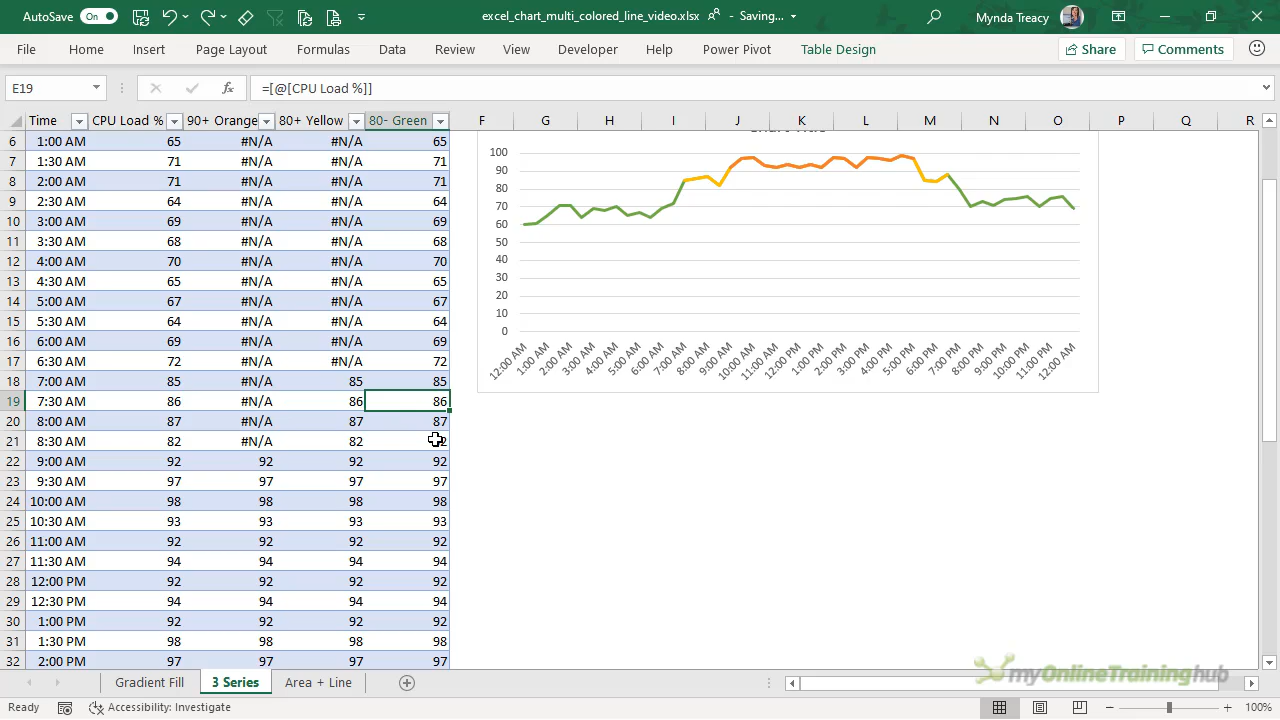 AutoSave On excel_chart_multi_colored_line_video.xlsx - Saving... Mynda Treacy
File Home Insert Draw Page Layout Formulas Data Review View Developer Help Power Pivot Table Design Share Comments
E19 fx =[@[CPU Load %]]
Time CPU Load % 90+ Orange 80+ Yellow 80- Green F G H I J K L M N O P Q R
6 1:00 AM 65 #N/A #N/A 65
7 1:30 AM 71 #N/A #N/A 71
8 2:00 AM 71 #N/A #N/A 71
9 2:30 AM 64 #N/A #N/A 64
10 3:00 AM 69 #N/A #N/A 69
11 3:30 AM 68 #N/A #N/A 68
12 4:00 AM 70 #N/A #N/A 70
13 4:30 AM 65 #N/A #N/A 65
14 5:00 AM 67 #N/A #N/A 67
15 5:30 AM 64 #N/A #N/A 64
16 6:00 AM 69 #N/A #N/A 69
17 6:30 AM 72 #N/A #N/A 72
18 7:00 AM 85 #N/A 85 85
19 7:30 AM 86 #N/A 86 86
20 8:00 AM 87 #N/A 87 87
21 8:30 AM 82 #N/A 82
22 9:00 AM 92 92 92 92
23 9:30 AM 97 97 97 97
24 10:00 AM 98 98 98 98
25 10:30 AM 93 93 93 93
26 11:00 AM 92 92 92 92
27 11:30 AM 94 94 94 94
28 12:00 PM 92 92 92 92
29 12:30 PM 94 94 94 94
30 1:00 PM 92 92 92 92
31 1:30 PM 98 98 98 98
32 2:00 PM 97 97 97 97
100
90
80
70
60
50
40
30
20
10
0
12:00 AM 1:00 AM 2:00 AM 3:00 AM 4:00 AM 5:00 AM 6:00 AM 7:00 AM 8:00 AM 9:00 AM 10:00 AM 11:00 AM 12:00 PM 1:00 PM 2:00 PM 3:00 PM 4:00 PM 5:00 PM 6:00 PM 7:00 PM 8:00 PM 9:00 PM 10:00 PM 11:00 PM 12:00 AM
myOnlineTraininghub
Gradient Fill 3 Series Area + Line
Ready Accessibility: Investigate 100%